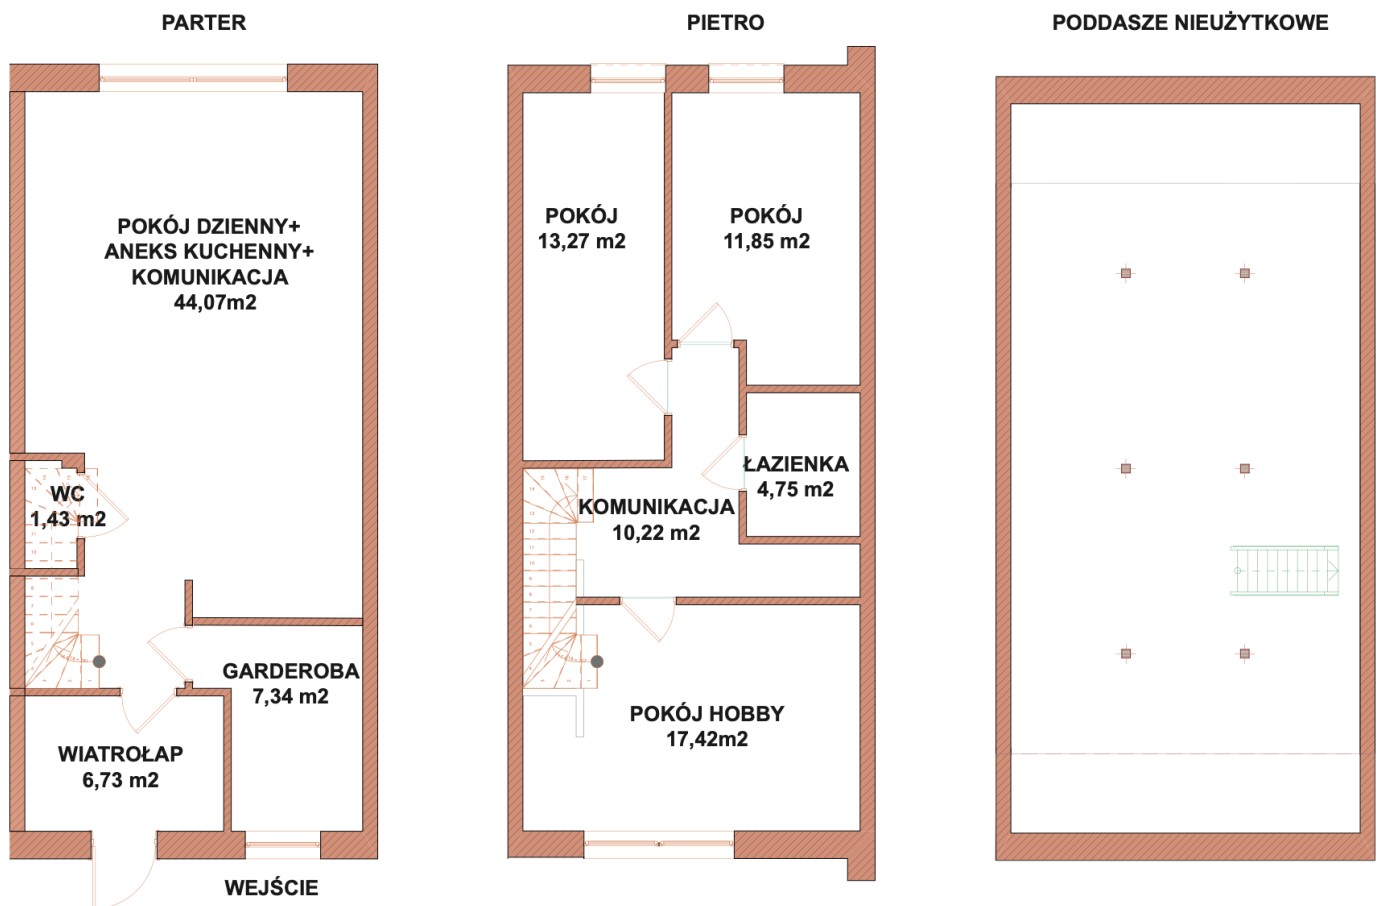 PARTER
POKÓJ DZIENNY+
ANEKS KUCHENNY+
KOMUNIKACJA
44,07m2
WC
1,43 m2
GARDEROBA
7,34 m2
WIATROŁAP
6,73 m2
WEJŚCIE
PIETRO
POKÓJ
13,27 m2
POKÓJ
11,85 m2
ŁAZIENKA
4,75 m2
KOMUNIKACJA
10,22 m2
POKÓJ HOBBY
17,42m2
PODDASZE NIEUŻYTKOWE